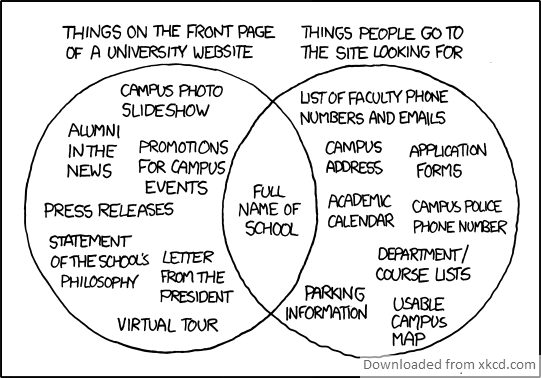 THINGS ON THE FRONT PAGE
OF A UNIVERSITY WEBSITE
THINGS PEOPLE GO TO
THE SITE LOOKING FOR
CAMPUS PHOTO
SLIDESHOW
ALUMNI
IN THE
NEWS
PROMOTIONS
FOR CAMPUS
EVENTS
PRESS RELEASES
STATEMENT
OF THE SCHOOL'S
PHILOSOPHY
LETTER
FROM THE
PRESIDENT
VIRTUAL TOUR
FULL
NAME OF
SCHOOL
LIST OF FACULTY PHONE
NUMBERS AND EMAILS
CAMPUS
ADDRESS
APPLICATION
FORMS
ACADEMIC
CALENDAR
CAMPUS POLICE
PHONE NUMBER
DEPARTMENT/
COURSE LISTS
PARKING
INFORMATION
USABLE
CAMPUS
MAP
Downloaded from xkcd.com